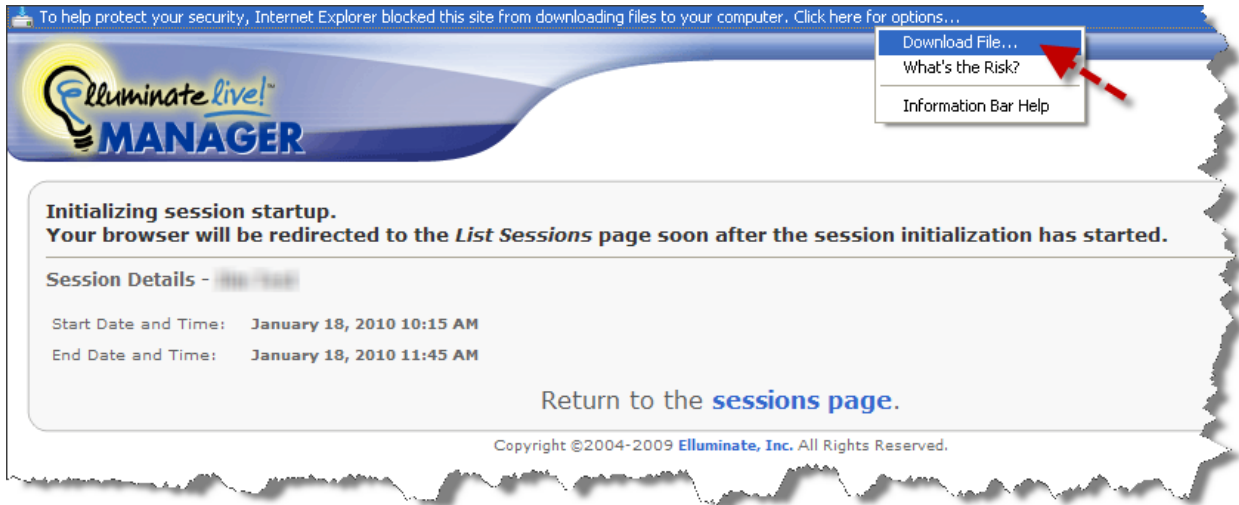 To help protect your security, Internet Explorer blocked this site from downloading files to your computer. Click here for options...
Download File...
What's the Risk?
Information Bar Help
Elluminate live!™
MANAGER
Initializing session startup.
Your browser will be redirected to the List Sessions page soon after the session initialization has started.
Session Details -
Start Date and Time: January 18, 2010 10:15 AM
End Date and Time: January 18, 2010 11:45 AM
Return to the sessions page.
Copyright ©2004-2009 Elluminate, Inc. All Rights Reserved.